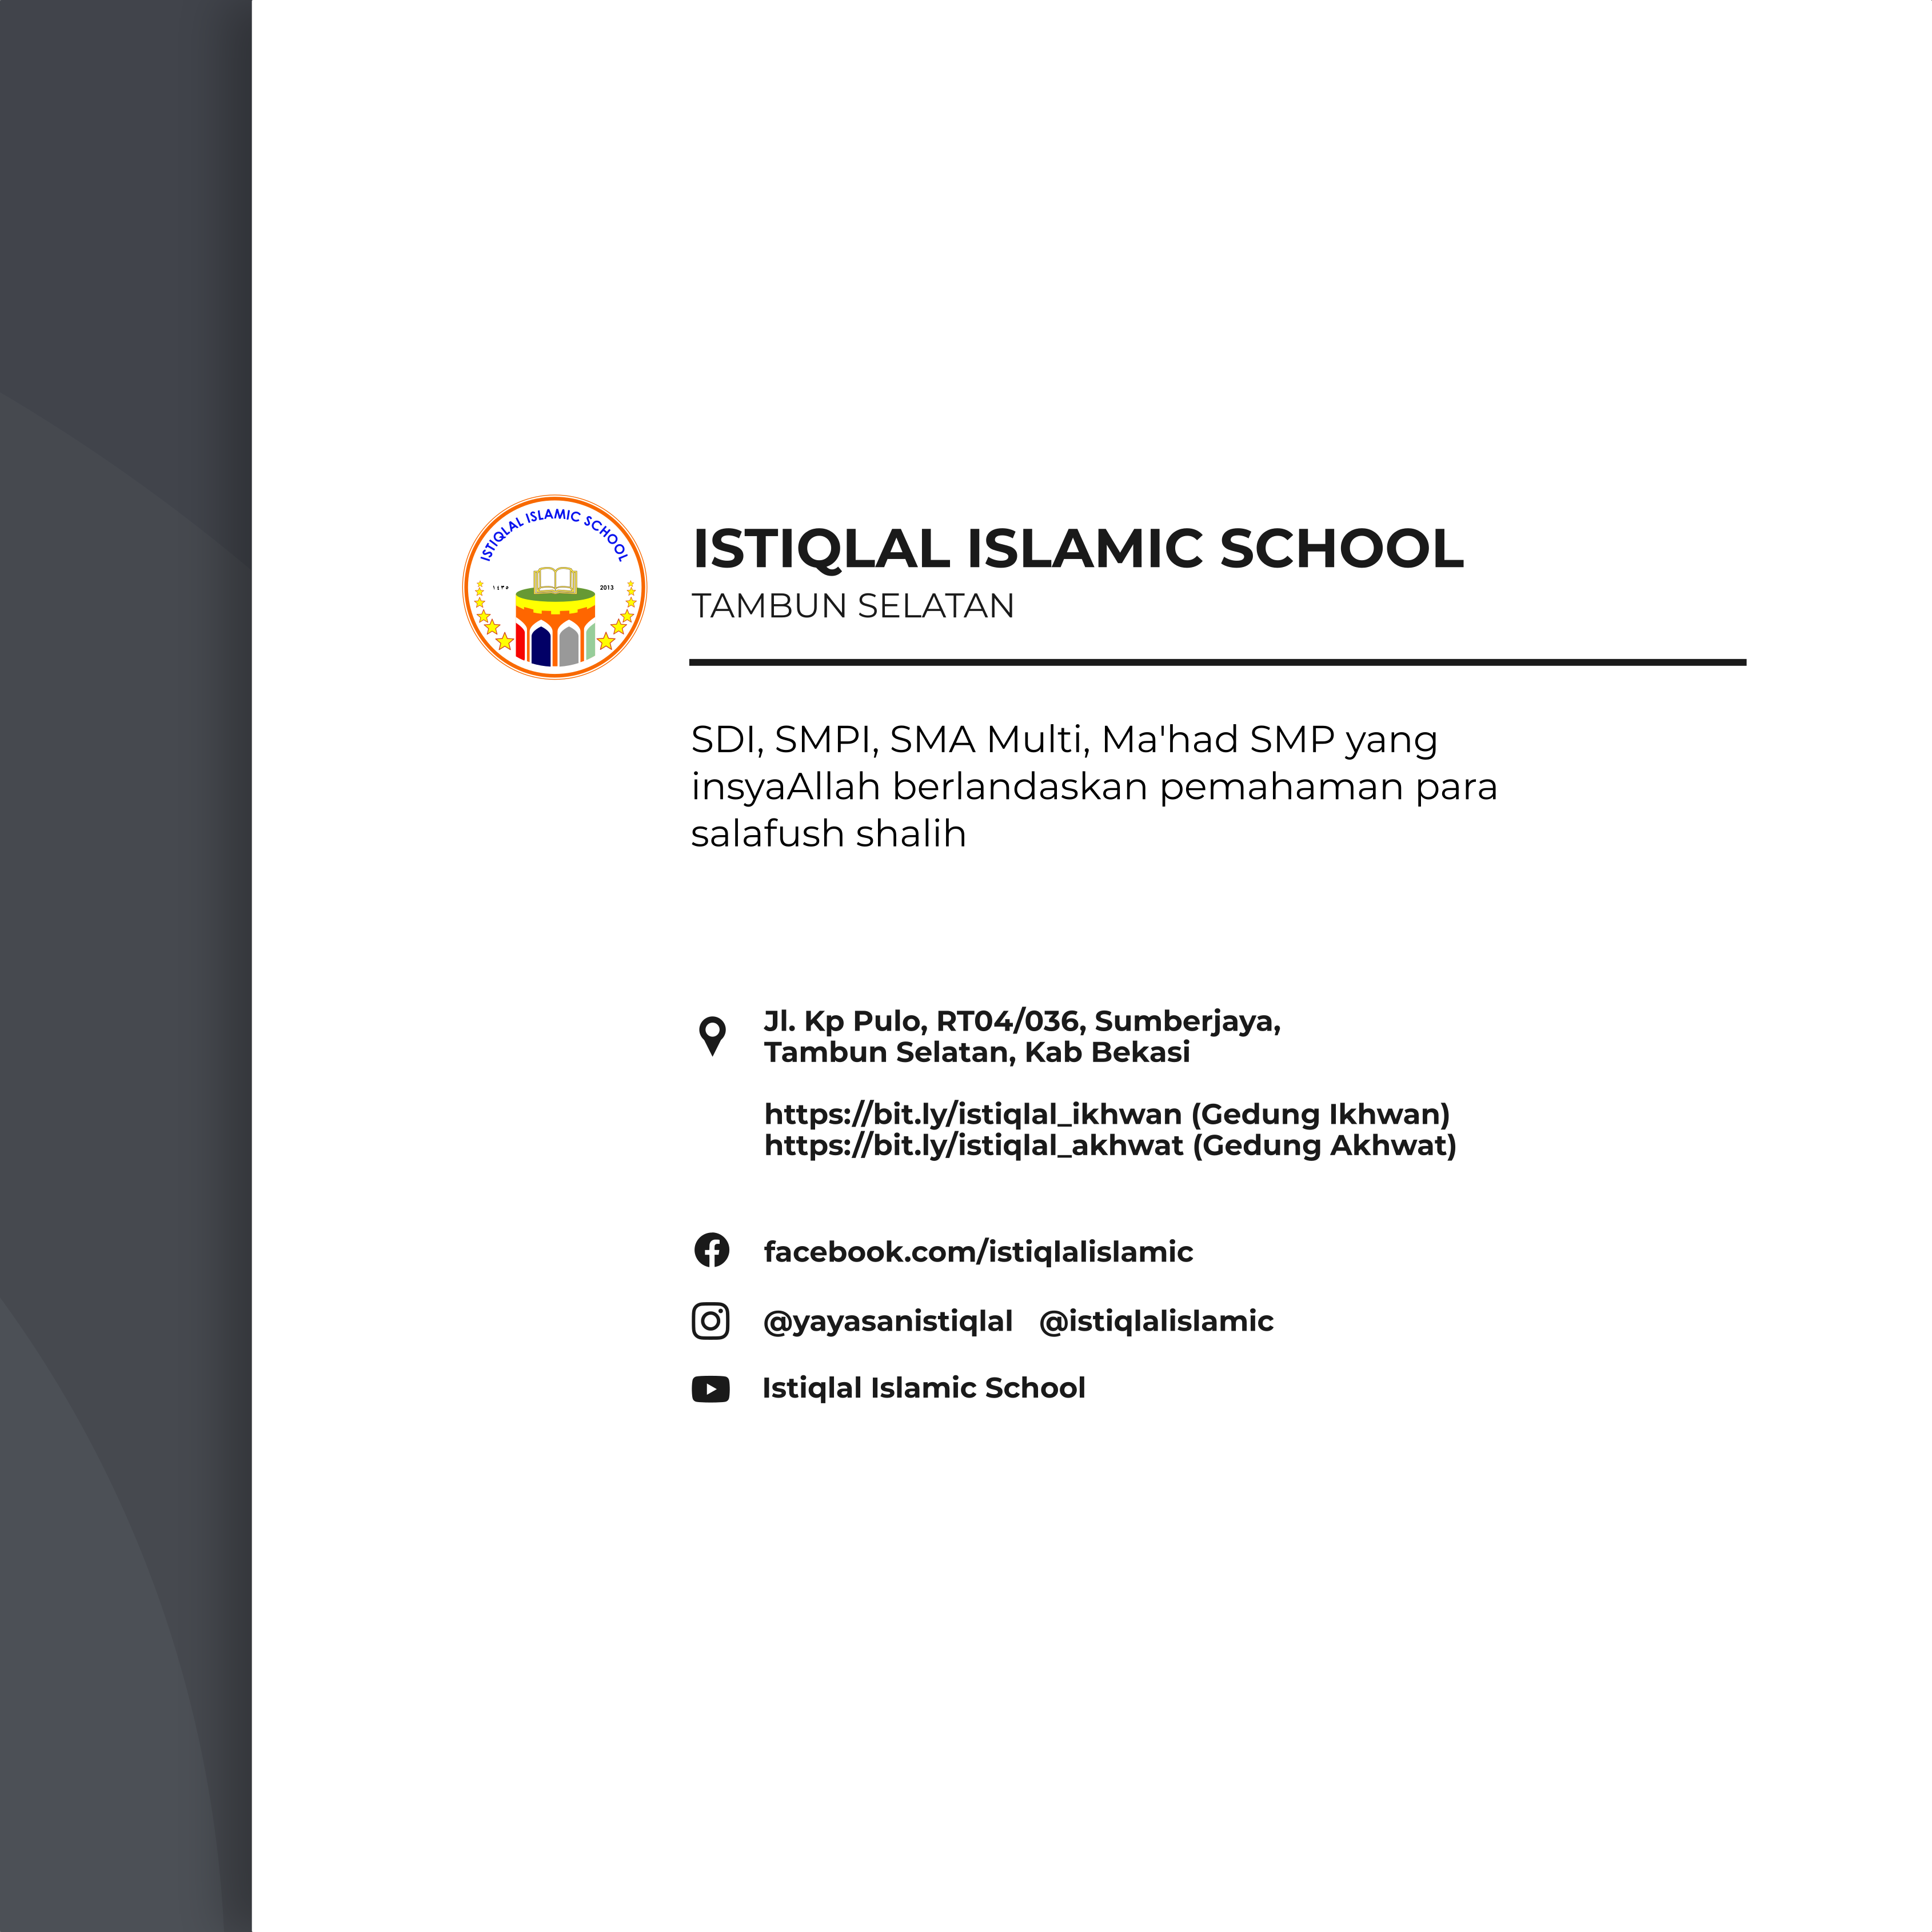 ISTIQLAL ISLAMIC SCHOOL
١٤٣٥
2013
ISTIQLAL ISLAMIC SCHOOL
TAMBUN SELATAN
SDI, SMPI, SMA Multi, Ma'had SMP yang
insyaAllah berlandaskan pemahaman para
salafush shalih
Jl. Kp Pulo, RT04/036, Sumberjaya,
Tambun Selatan, Kab Bekasi
https://bit.ly/istiqlal_ikhwan (Gedung Ikhwan)
https://bit.ly/istiqlal_akhwat (Gedung Akhwat)
facebook.com/istiqlalislamic
@yayasanistiqlal @istiqlalislamic
Istiqlal Islamic School